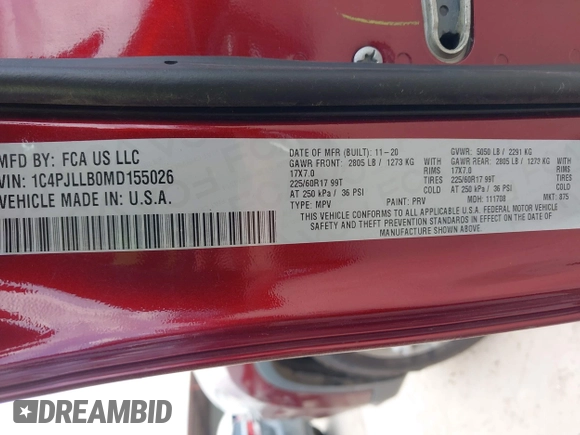 MFD BY: FCA US LLC
VIN: 1C4PJLLB0MD155026
VEHICLE MADE IN: U.S.A.
DATE OF MFR (BUILT): 11-20 GVWR: 5050 LB / 2291 KG
GAWR FRONT: 2805 LB / 1273 KG WITH GAWR REAR: 2805 LB / 1273 KG WITH
17X7.0 RIMS 17X7.0 RIMS
225/60R17 99T TIRES 225/60R17 99T TIRES
AT 250 kPa / 36 PSI COLD AT 250 kPa / 36 PSI COLD
TYPE: MPV PAINT: PRV MDH: 111708 MKT: 875
THIS VEHICLE CONFORMS TO ALL APPLICABLE U.S.A. FEDERAL MOTOR VEHICLE
SAFETY AND THEFT PREVENTION STANDARDS IN EFFECT ON THE DATE OF
MANUFACTURE SHOWN ABOVE.
DREAMBID